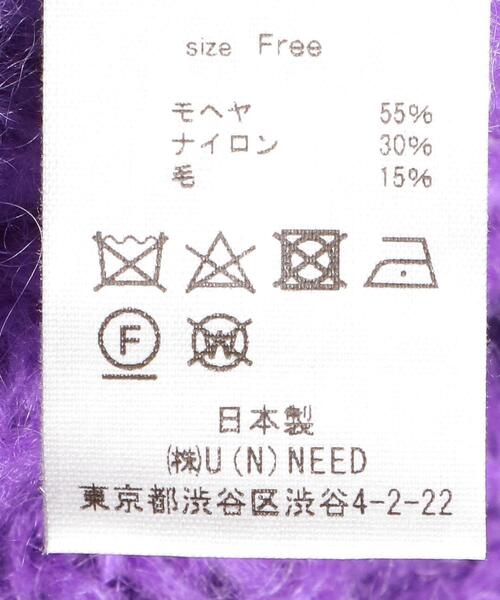 size Free
モヘヤ 55%
ナイロン 30%
毛 15%
F W
日本製
㈱U(N)NEED
東京都渋谷区渋谷4-2-22